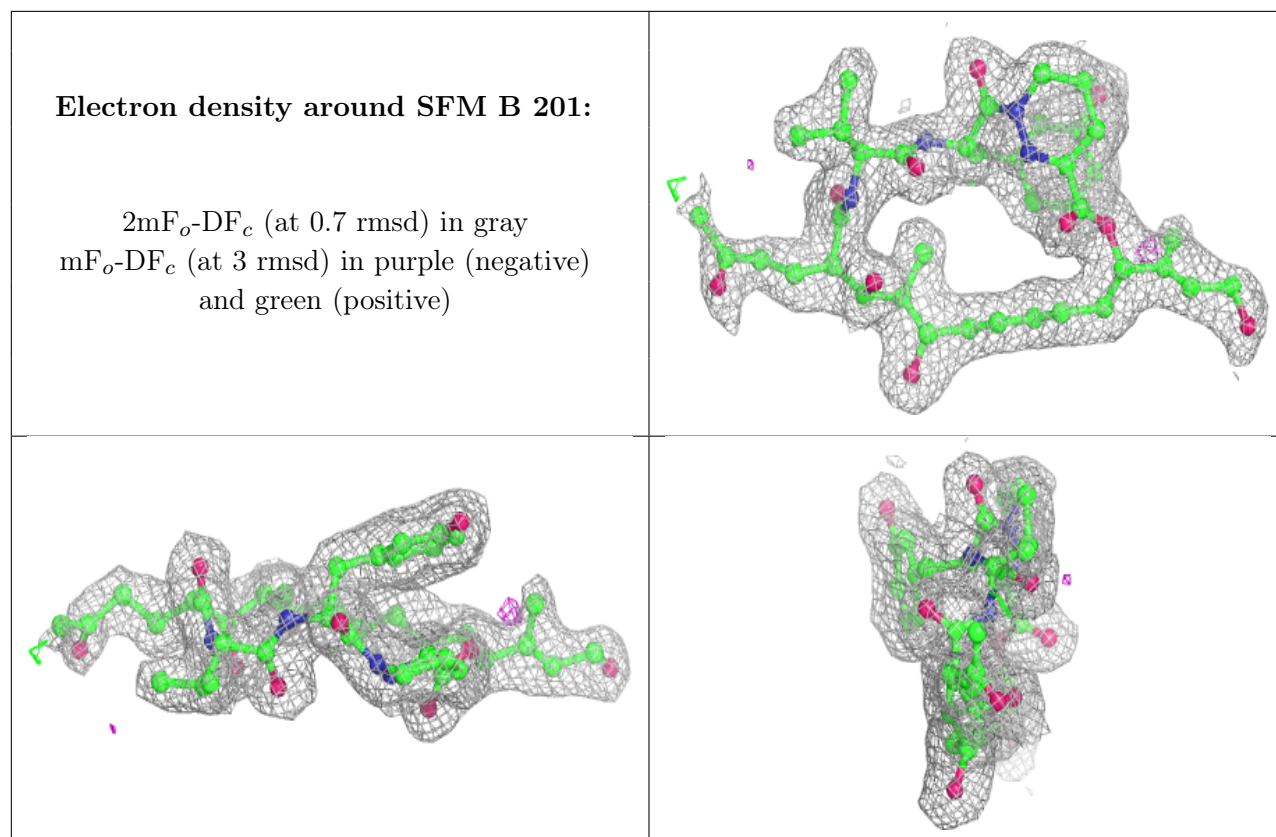 Electron density around SFM B 201:
2mFₒ-DF𝒸 (at 0.7 rmsd) in gray
mFₒ-DF𝒸 (at 3 rmsd) in purple (negative)
and green (positive)